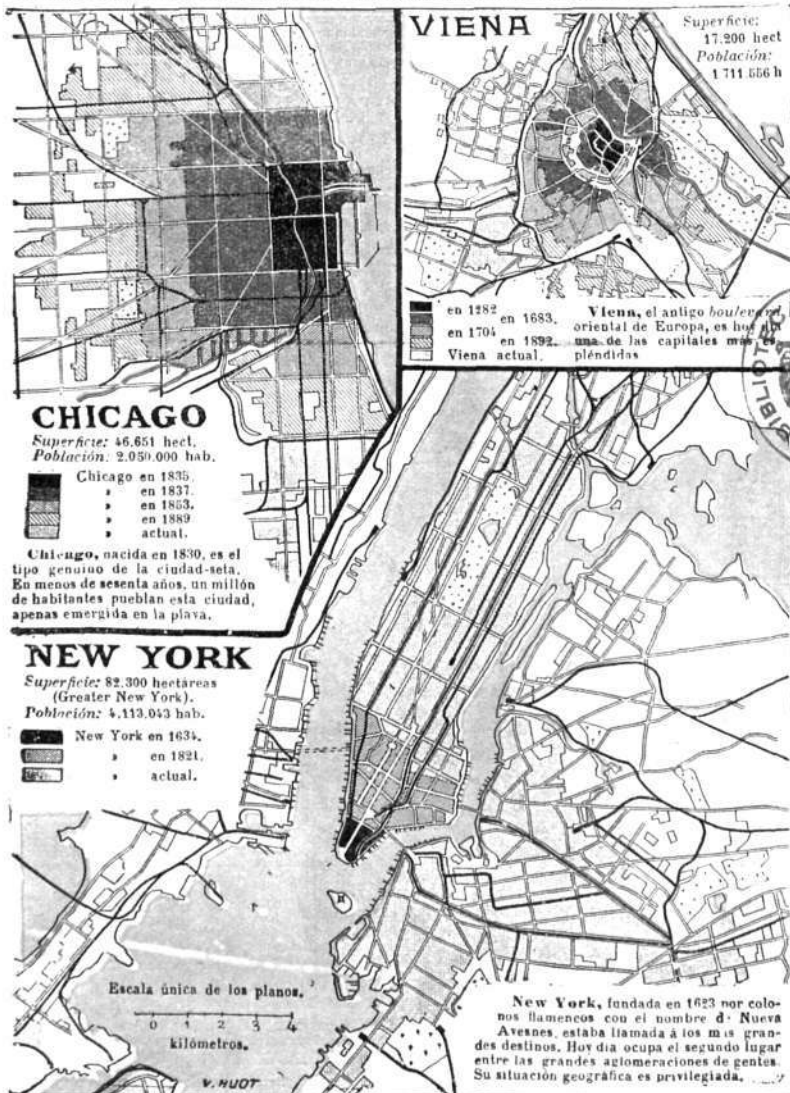 VIENA
Superficie:
17.200 hect
Población:
1 711.556 h
en 1282
en 1683.
en 1704
en 1892.
Viena actual.
Viena, el antigo boulevard
oriental de Europa, es hoy día
una de las capitales más es
pléndidas
BIBLIOTE
CHICAGO
Superficie: 46.651 hect.
Población: 2.050.000 hab.
Chicago en 1835.
» en 1837.
» en 1853.
» en 1889
» actual.
Chicago, nacida en 1830, es el
tipo genuino de la ciudad-seta.
En menos de sesenta años, un millón
de habitantes pueblan esta ciudad,
apenas emergida en la playa.
NEW YORK
Superficie: 82.300 hectáreas
(Greater New York).
Población: 4.113.043 hab.
New York en 1634.
» en 1821.
» actual.
Escala única de los planos.
0 1 2 3 4
kilómetros.
V. HUOT
New York, fundada en 1623 por colo-
nos flamencos con el nombre d· Nueva
Avesnes, estaba llamada á los mas gran-
des destinos. Hoy dia ocupa el segundo lugar
entre las grandes aglomeraciones de gentes.
Su situación geográfica es privilegiada.